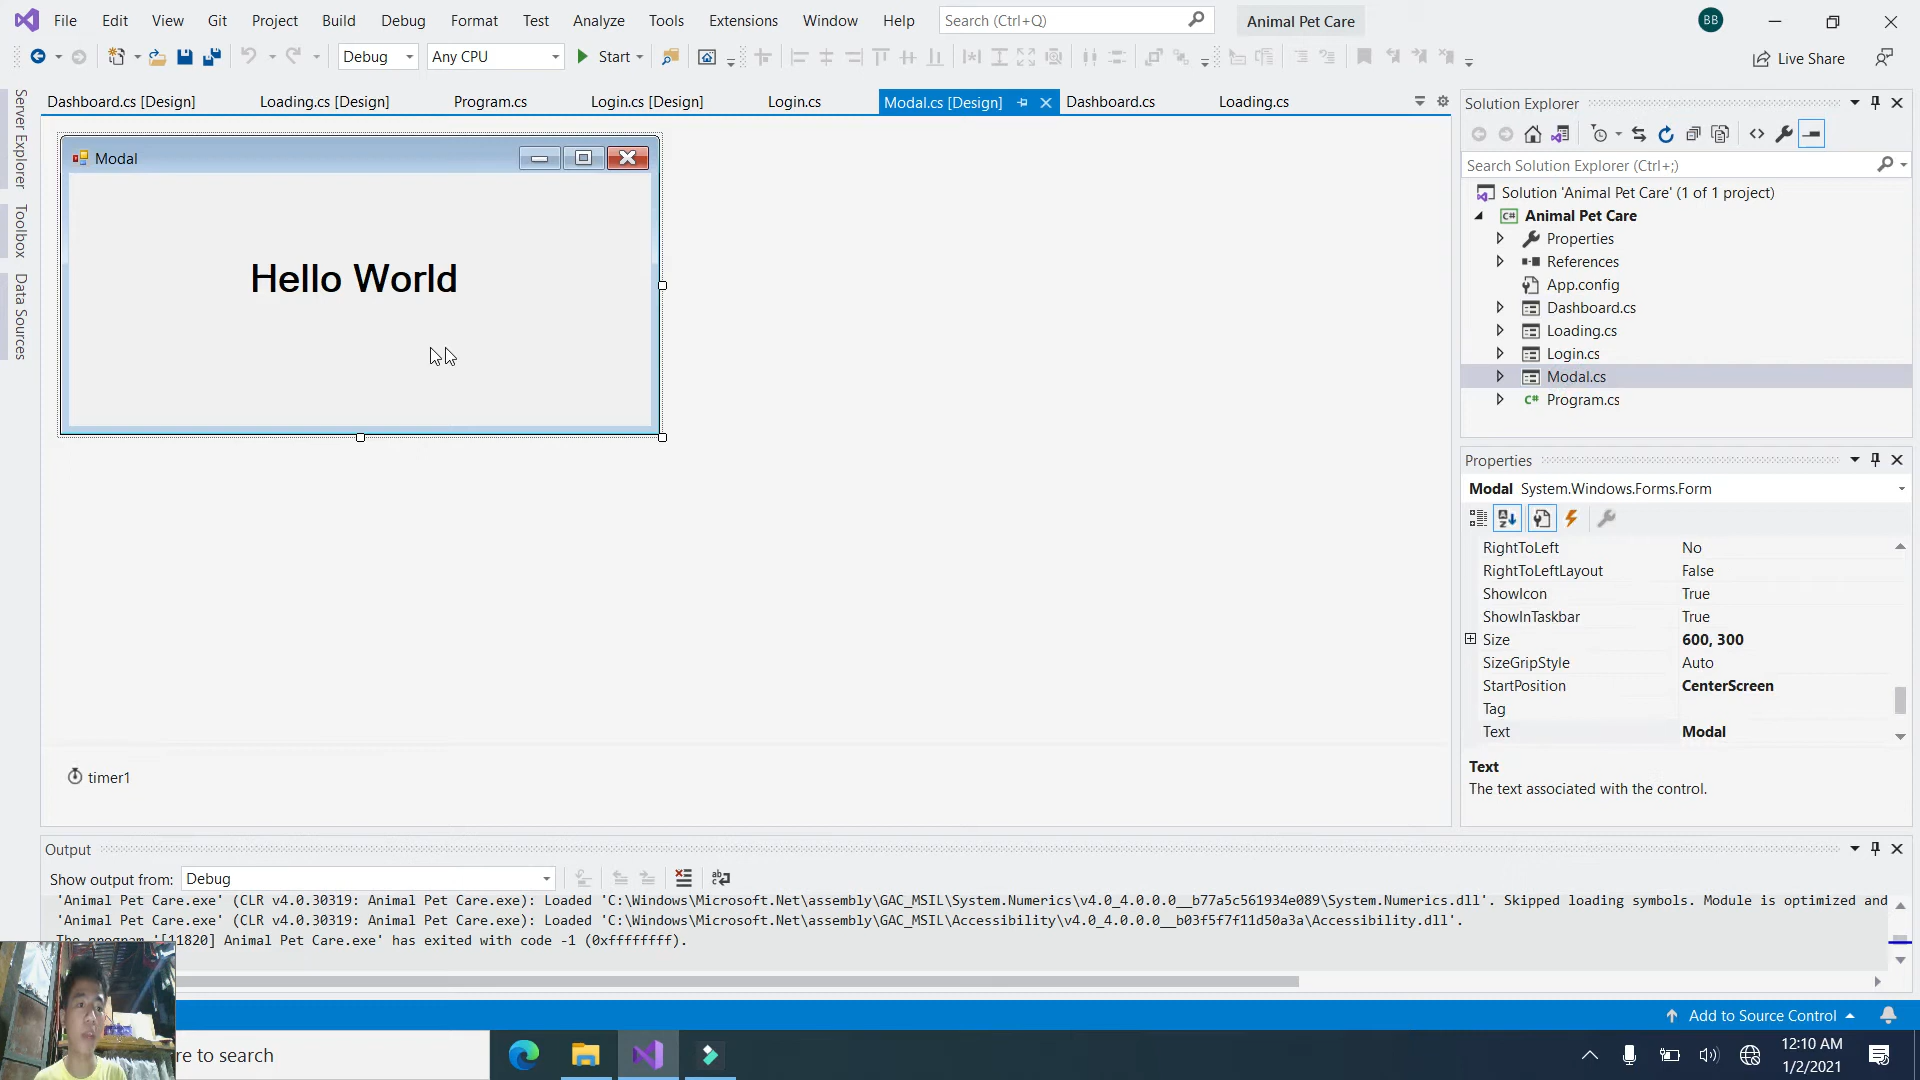 File Edit View Git Project Build Debug Format Test Analyze Tools Extensions Window Help Search (Ctrl+Q) Animal Pet Care BB
Debug Any CPU Start Live Share
Server Explorer
Toolbox
Data Sources
Dashboard.cs [Design] Loading.cs [Design] Program.cs Login.cs [Design] Login.cs Modal.cs [Design] Dashboard.cs Loading.cs
Modal
Hello World
timer1
Solution Explorer
Search Solution Explorer (Ctrl+;)
Solution 'Animal Pet Care' (1 of 1 project)
C# Animal Pet Care
Properties
References
App.config
Dashboard.cs
Loading.cs
Login.cs
Modal.cs
C# Program.cs
Properties
Modal System.Windows.Forms.Form
RightToLeft No
RightToLeftLayout False
ShowIcon True
ShowInTaskbar True
Size 600, 300
SizeGripStyle Auto
StartPosition CenterScreen
Tag
Text Modal
Text
The text associated with the control.
Output
Show output from: Debug
'Animal Pet Care.exe' (CLR v4.0.30319: Animal Pet Care.exe): Loaded 'C:\Windows\Microsoft.Net\assembly\GAC_MSIL\System.Numerics\v4.0_4.0.0.0__b77a5c561934e089\System.Numerics.dll'. Skipped loading symbols. Module is optimized and
'Animal Pet Care.exe' (CLR v4.0.30319: Animal Pet Care.exe): Loaded 'C:\Windows\Microsoft.Net\assembly\GAC_MSIL\Accessibility\v4.0_4.0.0.0__b03f5f7f11d50a3a\Accessibility.dll'.
The program '[11820] Animal Pet Care.exe' has exited with code -1 (0xffffffff).
Add to Source Control
re to search
12:10 AM
1/2/2021